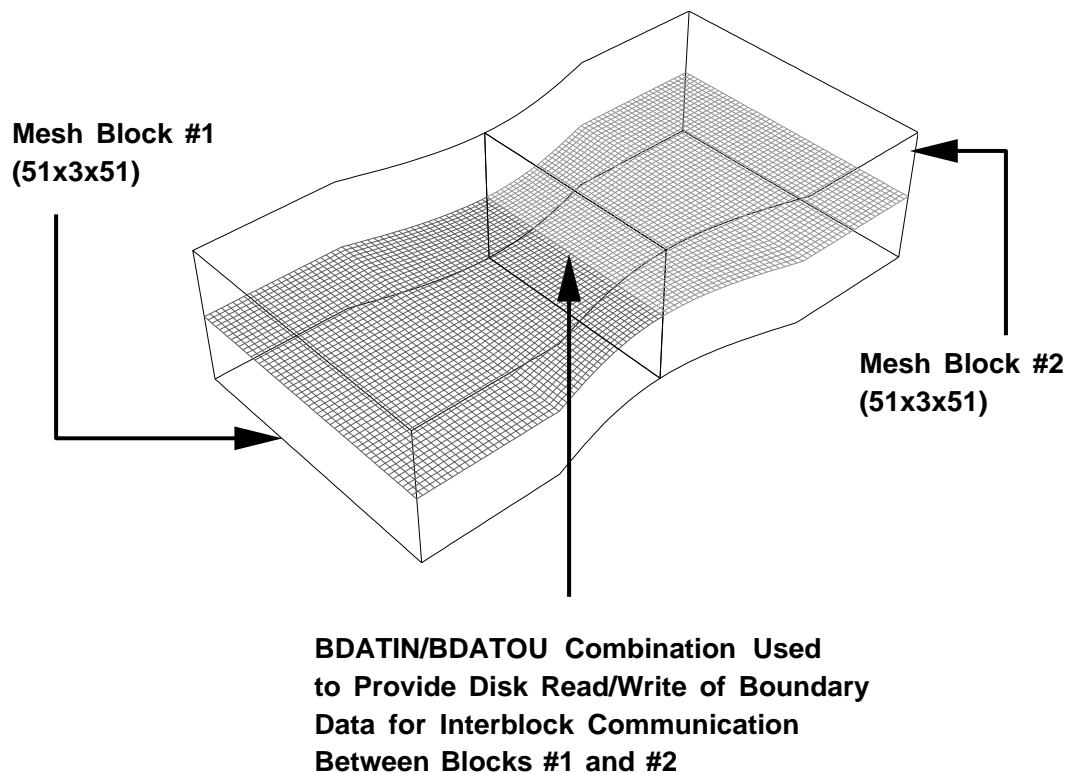 Mesh Block #1
(51x3x51)
Mesh Block #2
(51x3x51)
BDATIN/BDATOU Combination Used
to Provide Disk Read/Write of Boundary
Data for Interblock Communication
Between Blocks #1 and #2